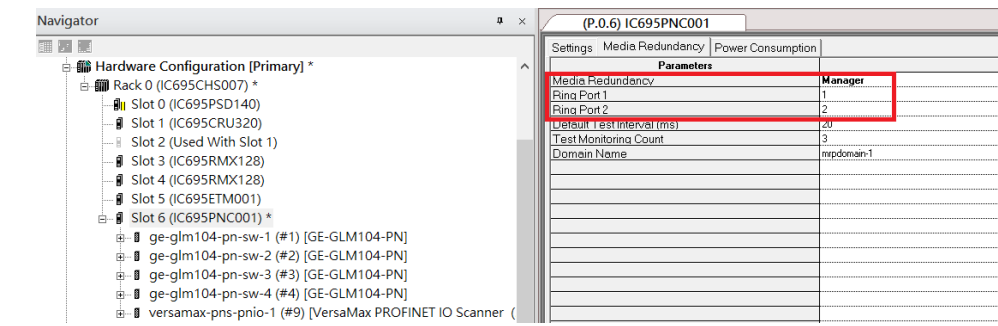 Navigator
Hardware Configuration [Primary] *
Rack 0 (IC695CHS007) *
Slot 0 (IC695PSD140)
Slot 1 (IC695CRU320)
Slot 2 (Used With Slot 1)
Slot 3 (IC695RMX128)
Slot 4 (IC695RMX128)
Slot 5 (IC695ETM001)
Slot 6 (IC695PNC001) *
ge-glm104-pn-sw-1 (#1) [GE-GLM104-PN]
ge-glm104-pn-sw-2 (#2) [GE-GLM104-PN]
ge-glm104-pn-sw-3 (#3) [GE-GLM104-PN]
ge-glm104-pn-sw-4 (#4) [GE-GLM104-PN]
versamax-pns-pnio-1 (#9) [VersaMax PROFINET IO Scanner (
(P.0.6) IC695PNC001
Settings Media Redundancy Power Consumption
Parameters
Media Redundancy Manager
Ring Port 1 1
Ring Port 2 2
Default Test Interval (ms) 20
Test Monitoring Count 3
Domain Name mrpdomain-1